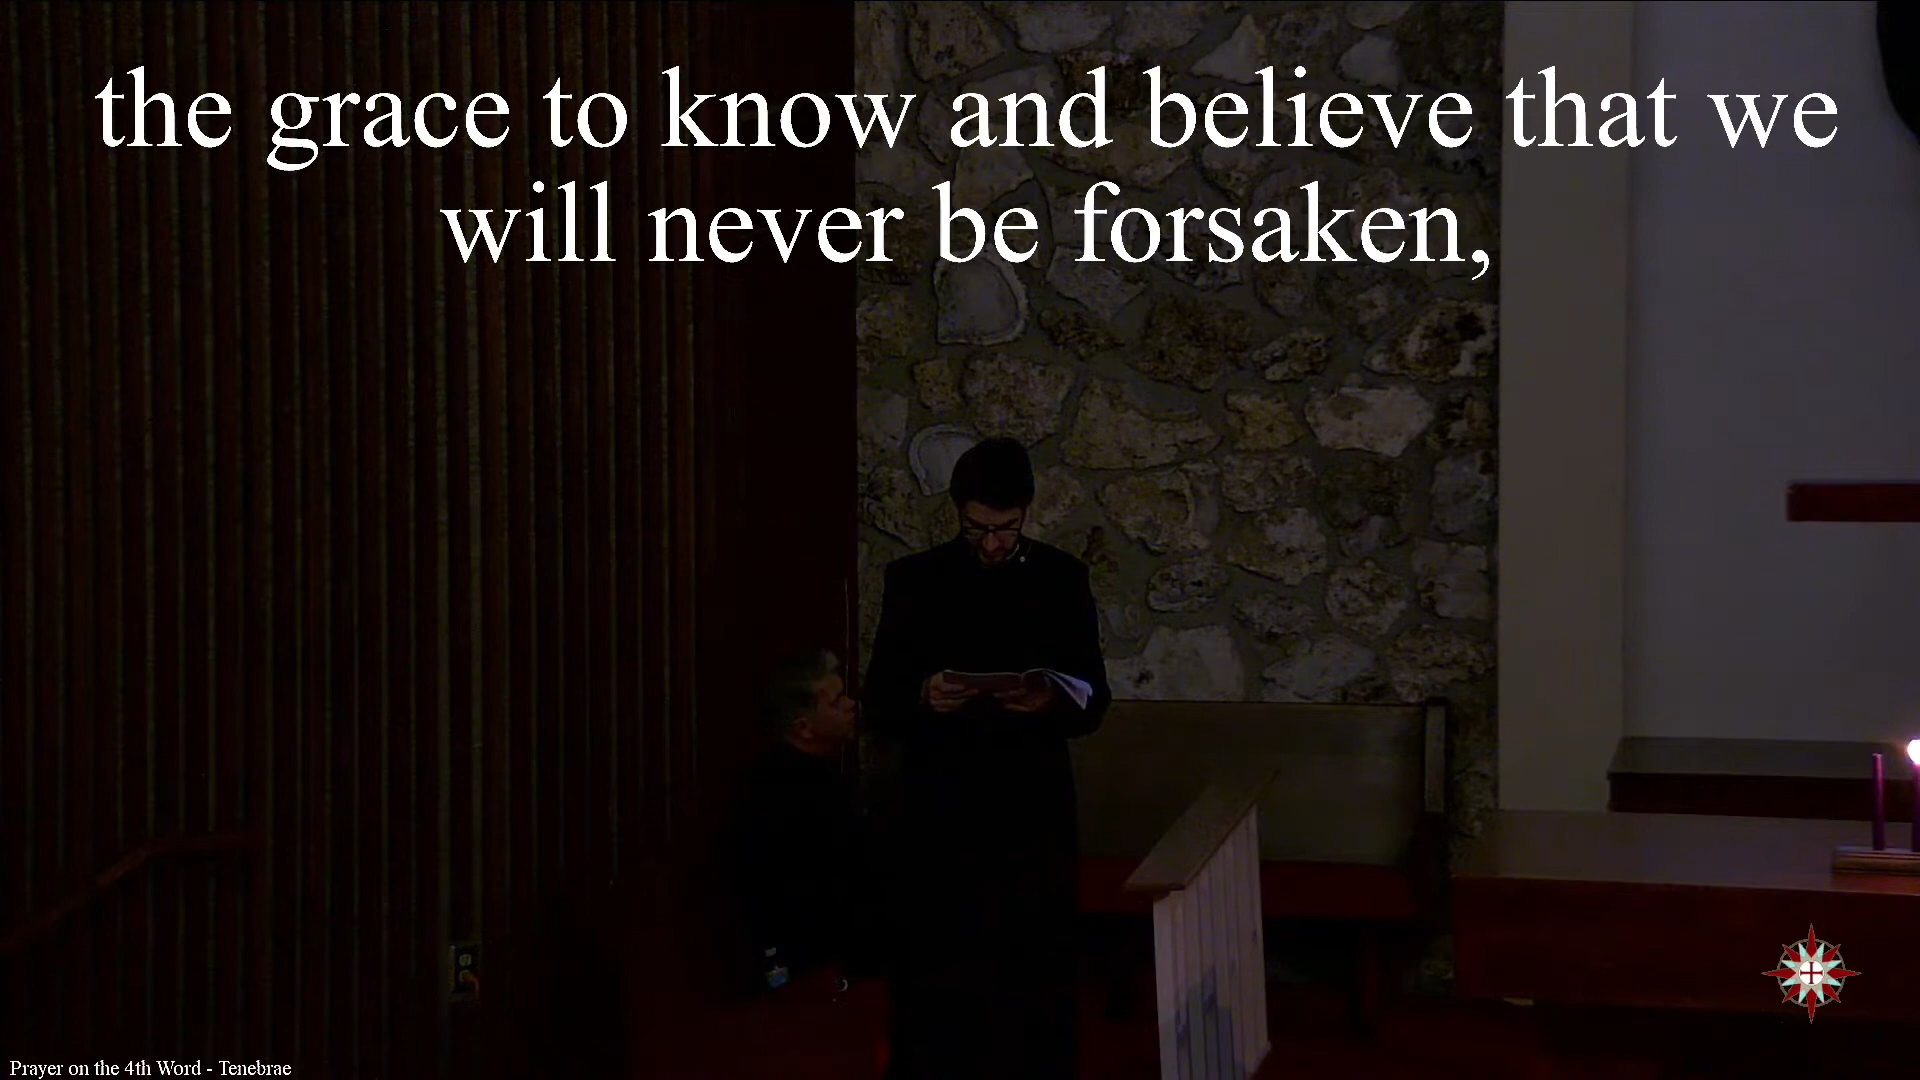 the grace to know and believe that we
will never be forsaken,
Prayer on the 4th Word - Tenebrae